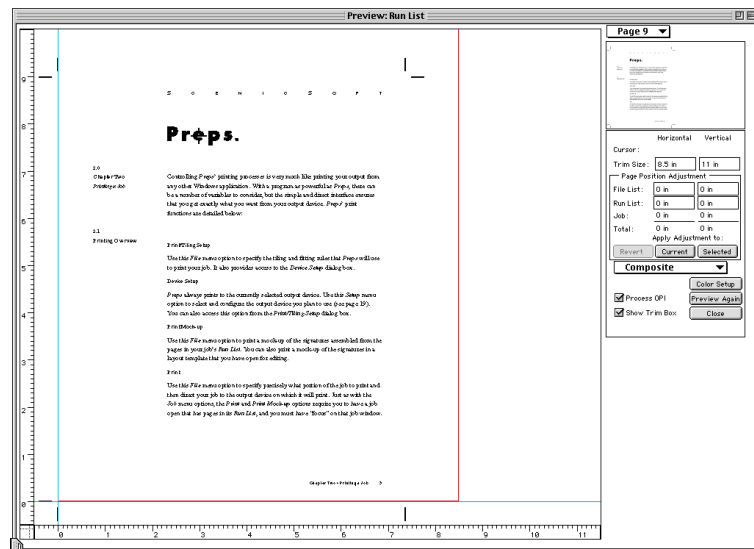 Preview: Run List
Page 9
S c e n i c S o f t
Preps.
2.0
Chapter Two
Printing a Job
Controlling Preps' printing processes is very much like printing your output from
any other Windows application. With a program as powerful as Preps, there can
be a number of variables to consider, but the simple and direct interface ensures
that you get exactly what you want from your output device. Preps' print
functions are detailed below:
2.1
Printing Overview
Print/Tiling Setup
Use this File menu option to specify the tiling and fitting rules that Preps will use
to print your job. It also provides access to the Device Setup dialog box.
Device Setup
Preps always prints to the currently selected output device. Use this Setup menu
option to select and configure the output device you plan to use (see page 19).
You can also access this option from the Print/Tiling Setup dialog box.
Print Mock-up
Use this File menu option to print a mock-up of the signatures assembled from the
pages in your job's Run List. You can also print a mock-up of the signatures in a
layout template that you have open for editing.
Print
Use this File menu option to specify precisely what portion of the job to print and
then direct your job to the output device on which it will print. Just as with the
Job menu options, the Print and Print Mock-up options require you to have a job
open that has pages in its Run List, and you must have "focus" on that job window.
Chapter Two • Printing a Job 9
9
8
7
6
5
4
3
2
1
0
0 1 2 3 4 5 6 7 8 9 10 11
Preps.
Horizontal Vertical
Cursor:
Trim Size: 8.5 in 11 in
Page Position Adjustment
File List: 0 in 0 in
Run List: 0 in 0 in
Job: 0 in 0 in
Total: 0 in 0 in
Apply Adjustment to:
Revert Current Selected
Composite
Color Setup
Process OPI Preview Again
Show Trim Box Close